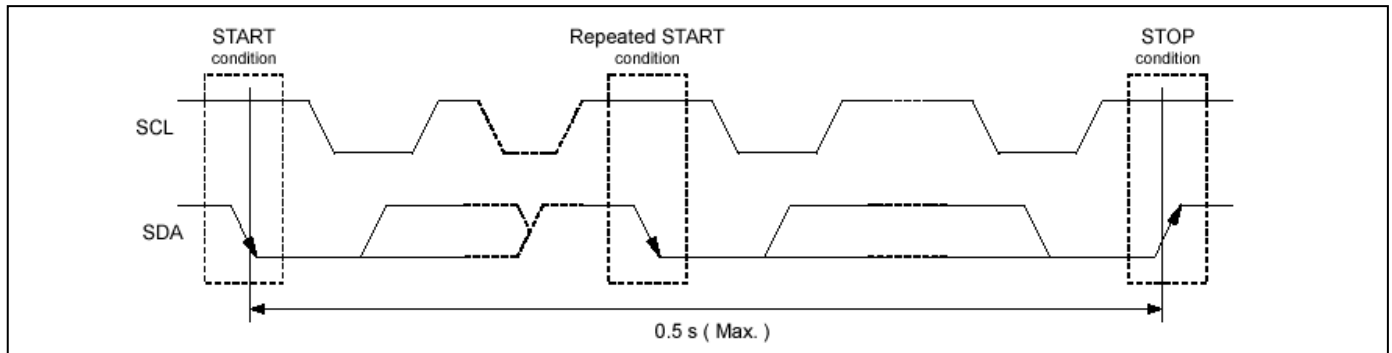 START
condition
Repeated START
condition
STOP
condition
SCL
SDA
0.5 s ( Max. )